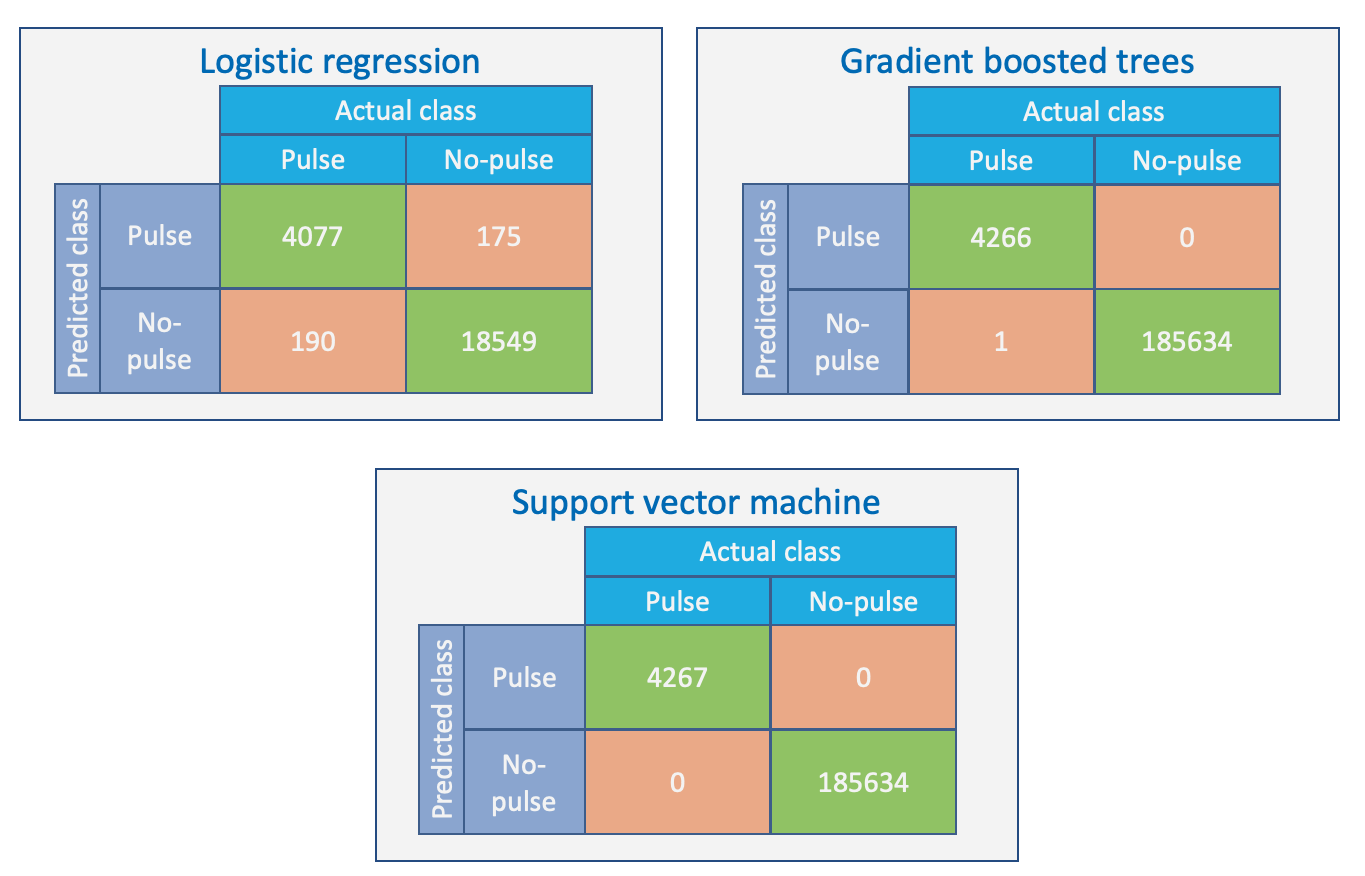 Logistic regression
Actual class
Pulse No-pulse
Predicted class
Pulse 4077 175
No-
pulse 190 18549
Gradient boosted trees
Actual class
Pulse No-pulse
Predicted class
Pulse 4266 0
No-
pulse 1 185634
Support vector machine
Actual class
Pulse No-pulse
Predicted class
Pulse 4267 0
No-
pulse 0 185634